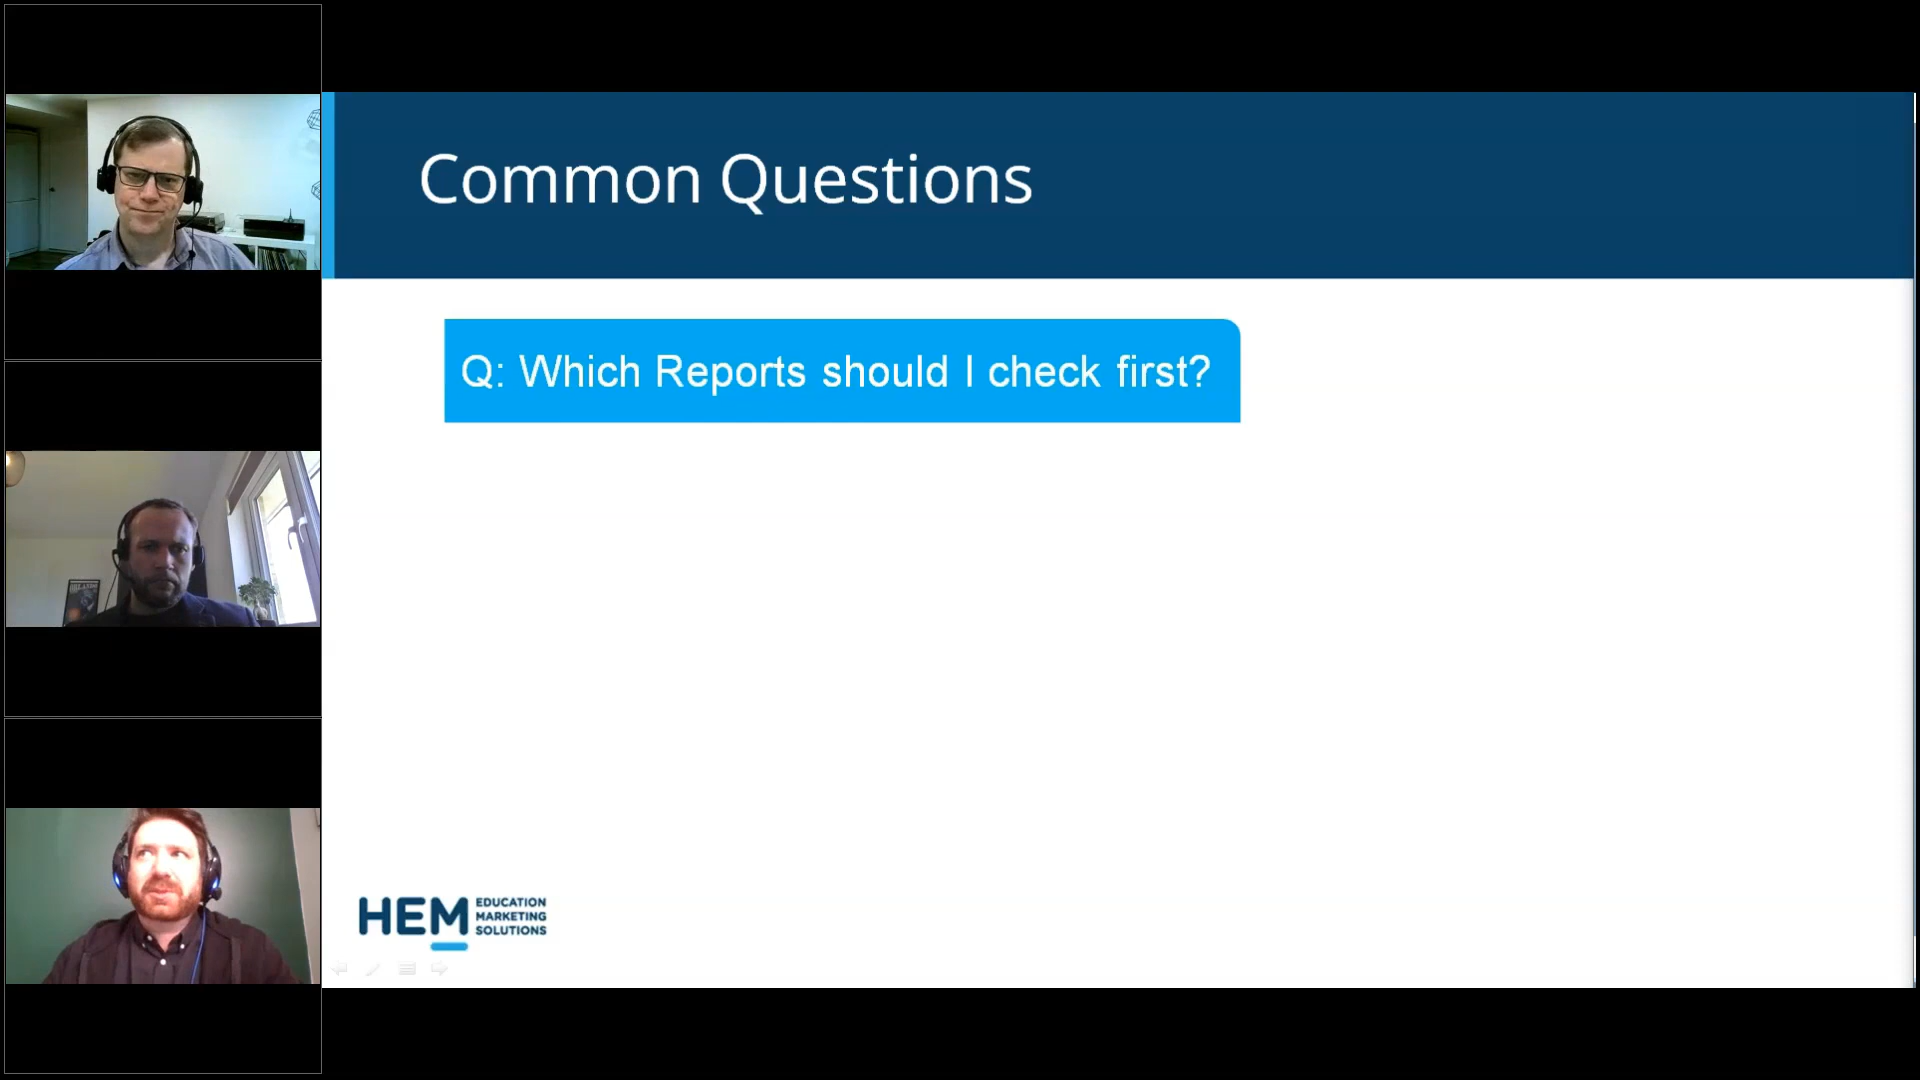 Common Questions
Q: Which Reports should I check first?
HEM EDUCATION
MARKETING
SOLUTIONS